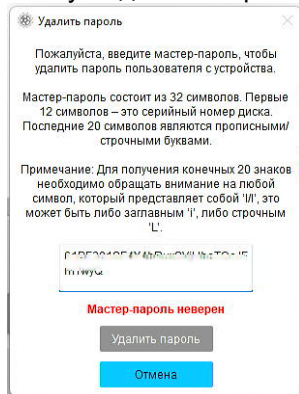 Удалить пароль
Пожалуйста, введите мастер-пароль, чтобы
удалить пароль пользователя с устройства.
Мастер-пароль состоит из 32 символов. Первые
12 символов – это серийный номер диска.
Последние 20 символов являются прописными/
строчными буквами.
Примечание: Для получения конечных 20 знаков
необходимо обращать внимание на любой
символ, который представляет собой 'I/l', это
может быть либо заглавным 'i', либо строчным
'L'.
Мастер-пароль неверен
Удалить пароль
Отмена